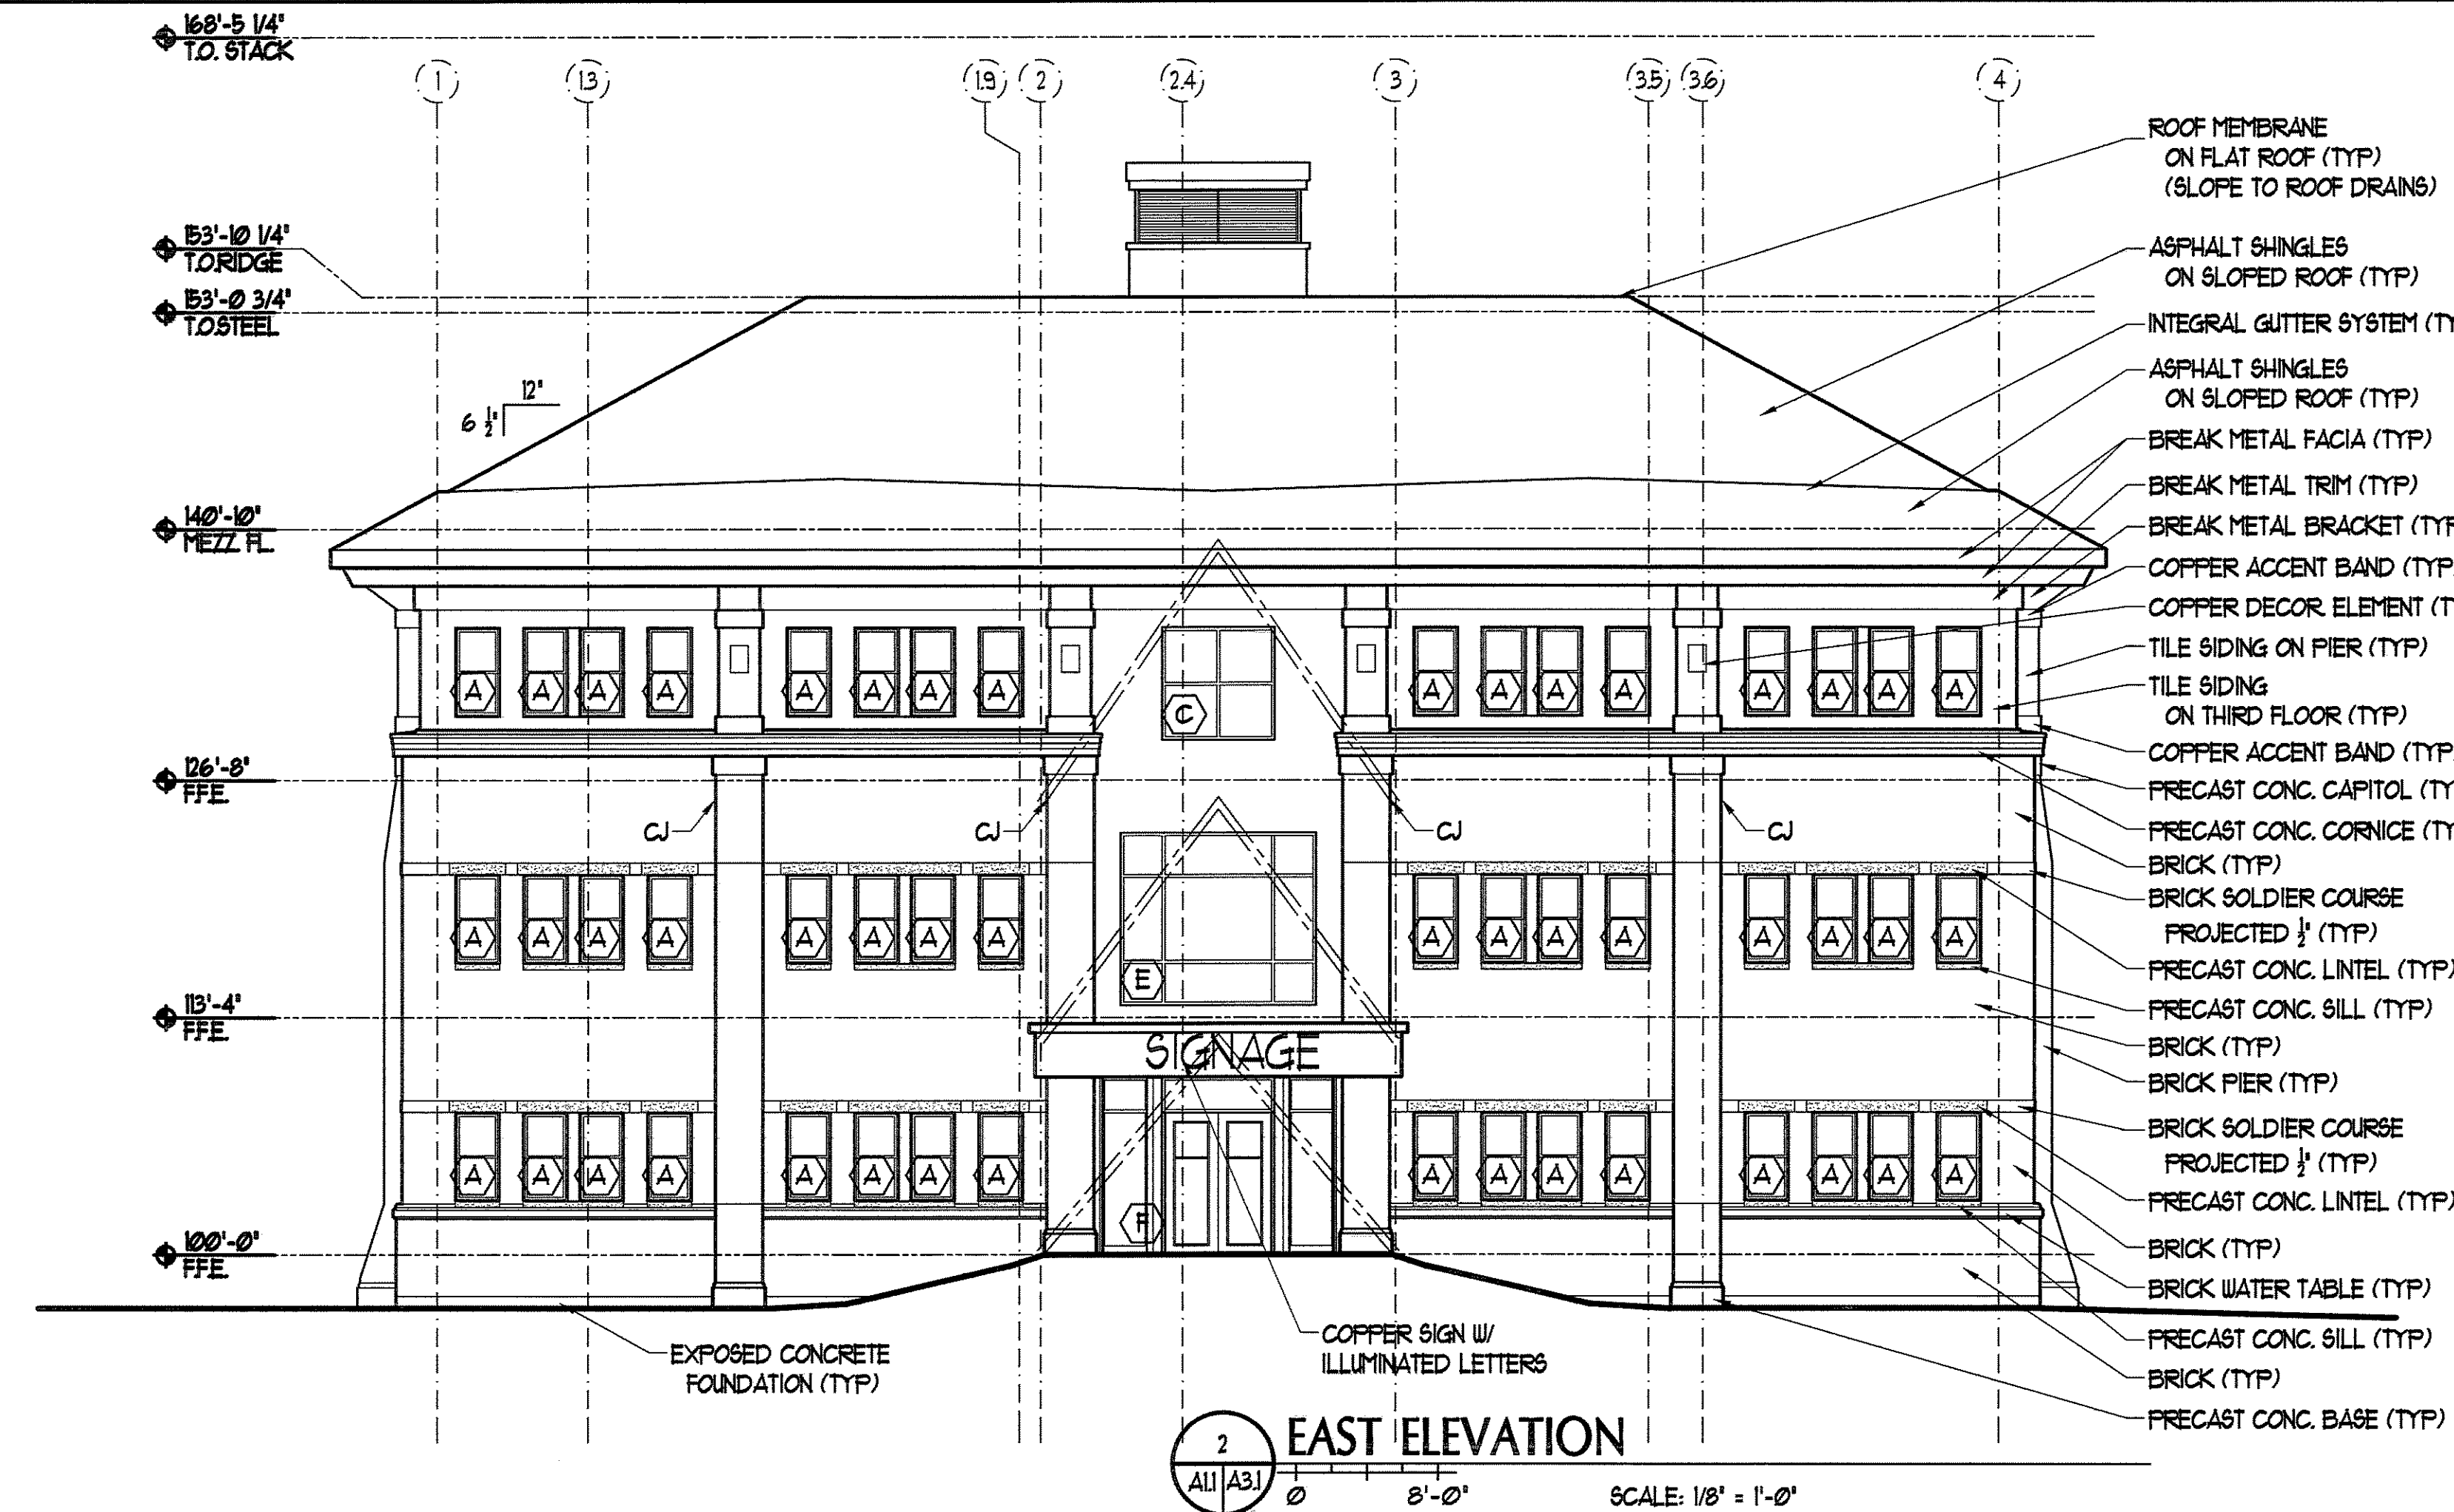 168'-5 1/4"
T.O. STACK
1
1.3
1.9
2
2.4
3
3.5
3.6
4
153'-10 1/4"
T.O.RIDGE
153'-0 3/4"
T.O.STEEL
12"
6 1/2"
140'-10"
MEZZ FL.
126'-8"
F.F.E.
113'-4"
F.F.E.
100'-0"
F.F.E.
ROOF MEMBRANE
ON FLAT ROOF (TYP)
(SLOPE TO ROOF DRAINS)
ASPHALT SHINGLES
ON SLOPED ROOF (TYP)
INTEGRAL GUTTER SYSTEM (TY
ASPHALT SHINGLES
ON SLOPED ROOF (TYP)
BREAK METAL FACIA (TYP)
BREAK METAL TRIM (TYP)
BREAK METAL BRACKET (TYP
COPPER ACCENT BAND (TYP
COPPER DECOR. ELEMENT (T
TILE SIDING ON PIER (TYP)
TILE SIDING
ON THIRD FLOOR (TYP)
COPPER ACCENT BAND (TYP
PRECAST CONC. CAPITOL (TY
PRECAST CONC. CORNICE (TY
BRICK (TYP)
BRICK SOLDIER COURSE
PROJECTED 1/2" (TYP)
PRECAST CONC. LINTEL (TYP)
PRECAST CONC. SILL (TYP)
BRICK (TYP)
BRICK PIER (TYP)
BRICK SOLDIER COURSE
PROJECTED 1/2" (TYP)
PRECAST CONC. LINTEL (TYP)
BRICK (TYP)
BRICK WATER TABLE (TYP)
PRECAST CONC. SILL (TYP)
BRICK (TYP)
PRECAST CONC. BASE (TYP)
A A A A A A A A C A A A A A A A A
CJ CJ CJ CJ
A A A A A A A A E A A A A A A A A
SIGNAGE
A A A A A A A A F A A A A A A A A
EXPOSED CONCRETE
FOUNDATION (TYP)
COPPER SIGN W/
ILLUMINATED LETTERS
2
A1.1 A3.1
EAST ELEVATION
0 8'-0"
SCALE: 1/8" = 1'-0"